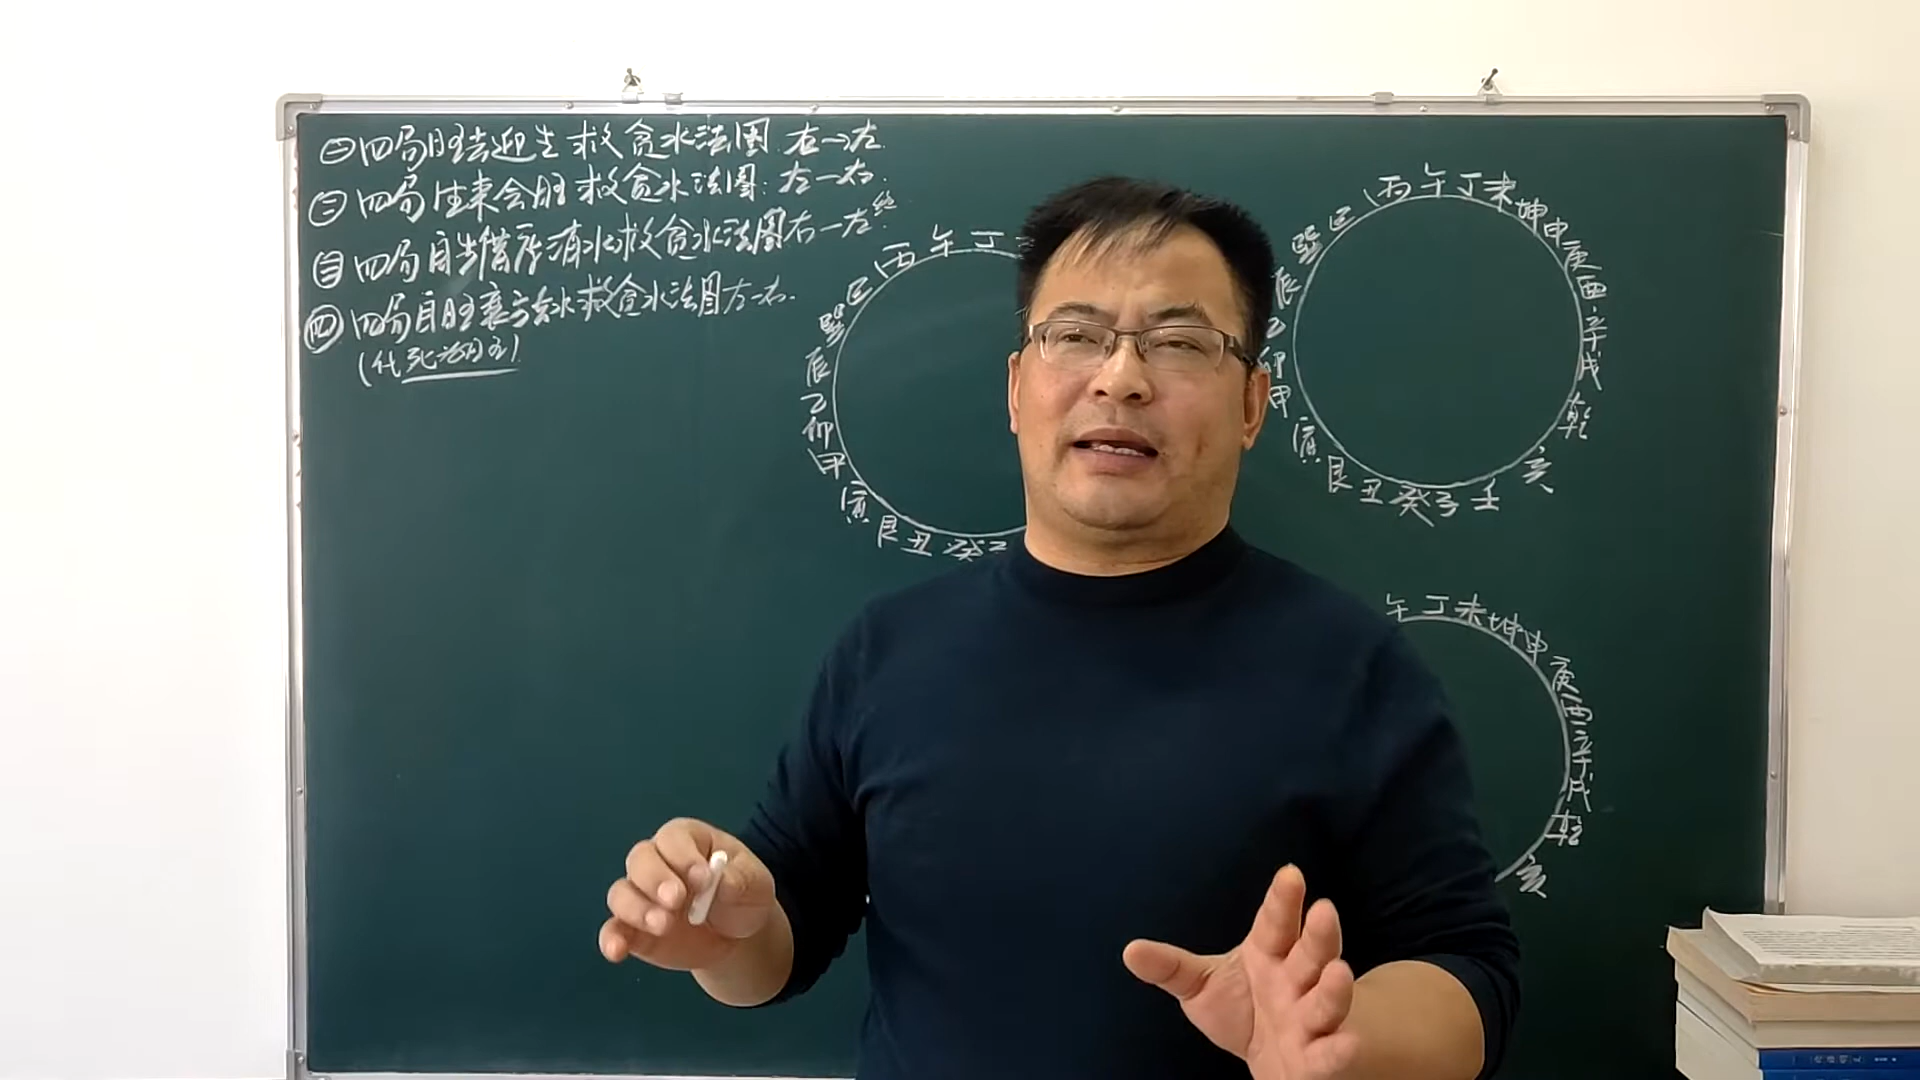 ㊀四局旺去迎生救贫水法图 右→左
㊁四局生来会旺救贫水法图:左—右.
㊂四局自生借库消水救贫水法图右—左
㊃四局自旺衰方去水救贫水法图左—右.
丙午丁
巳
巽
辰
乙
卯
甲
寅
艮丑癸
丙午丁未坤申
庚
酉
辛
戌
乾
亥
壬
子
癸
丑
艮
寅
甲
卯
乙
辰
巽
巳
午丁未坤申
庚
酉
辛
戌
乾
亥